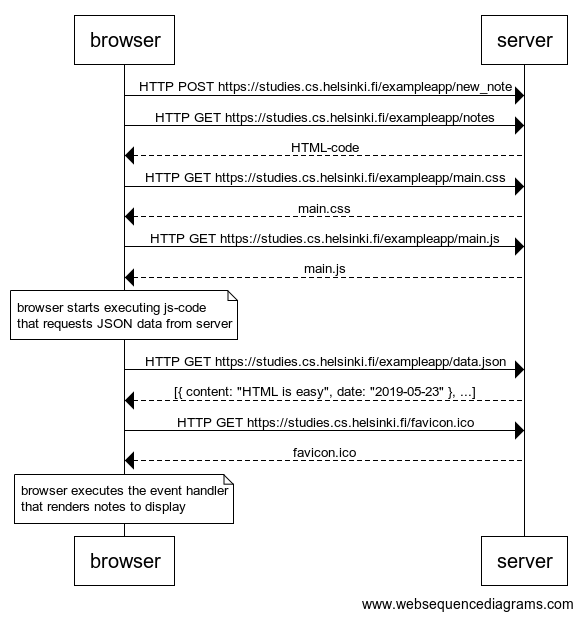 browser
server
HTTP POST https://studies.cs.helsinki.fi/exampleapp/new_note
HTTP GET https://studies.cs.helsinki.fi/exampleapp/notes
HTML-code
HTTP GET https://studies.cs.helsinki.fi/exampleapp/main.css
main.css
HTTP GET https://studies.cs.helsinki.fi/exampleapp/main.js
main.js
browser starts executing js-code
that requests JSON data from server
HTTP GET https://studies.cs.helsinki.fi/exampleapp/data.json
[{ content: "HTML is easy", date: "2019-05-23" }, ...]
HTTP GET https://studies.cs.helsinki.fi/favicon.ico
favicon.ico
browser executes the event handler
that renders notes to display
browser
server
www.websequencediagrams.com